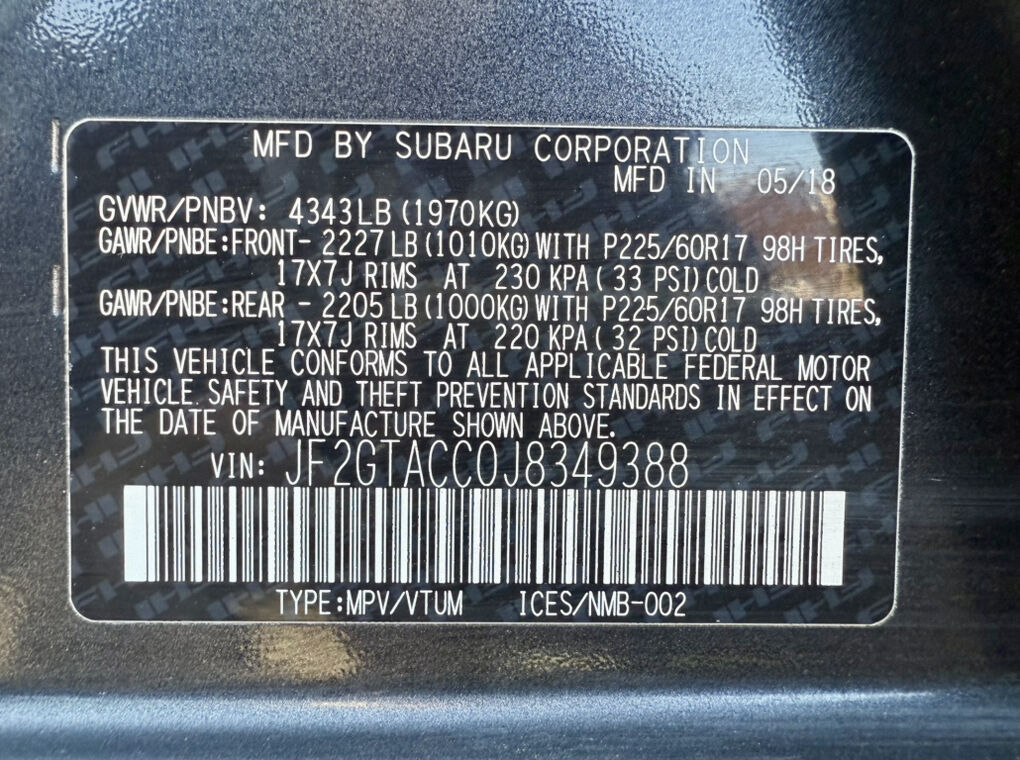 MFD BY SUBARU CORPORATION
MFD IN 05/18
GVWR/PNBV: 4343LB(1970KG)
GAWR/PNBE:FRONT- 2227LB(1010KG)WITH P225/60R17 98H TIRES,
17X7J RIMS AT 230 KPA( 33 PSI)COLD
GAWR/PNBE:REAR - 2205LB(1000KG)WITH P225/60R17 98H TIRES,
17X7J RIMS AT 220 KPA( 32 PSI)COLD
THIS VEHICLE CONFORMS TO ALL APPLICABLE FEDERAL MOTOR
VEHICLE SAFETY AND THEFT PREVENTION STANDARDS IN EFFECT ON
THE DATE OF MANUFACTURE SHOWN ABOVE.
VIN: JF2GTACC0J8349388
TYPE:MPV/VTUM ICES/NMB-002